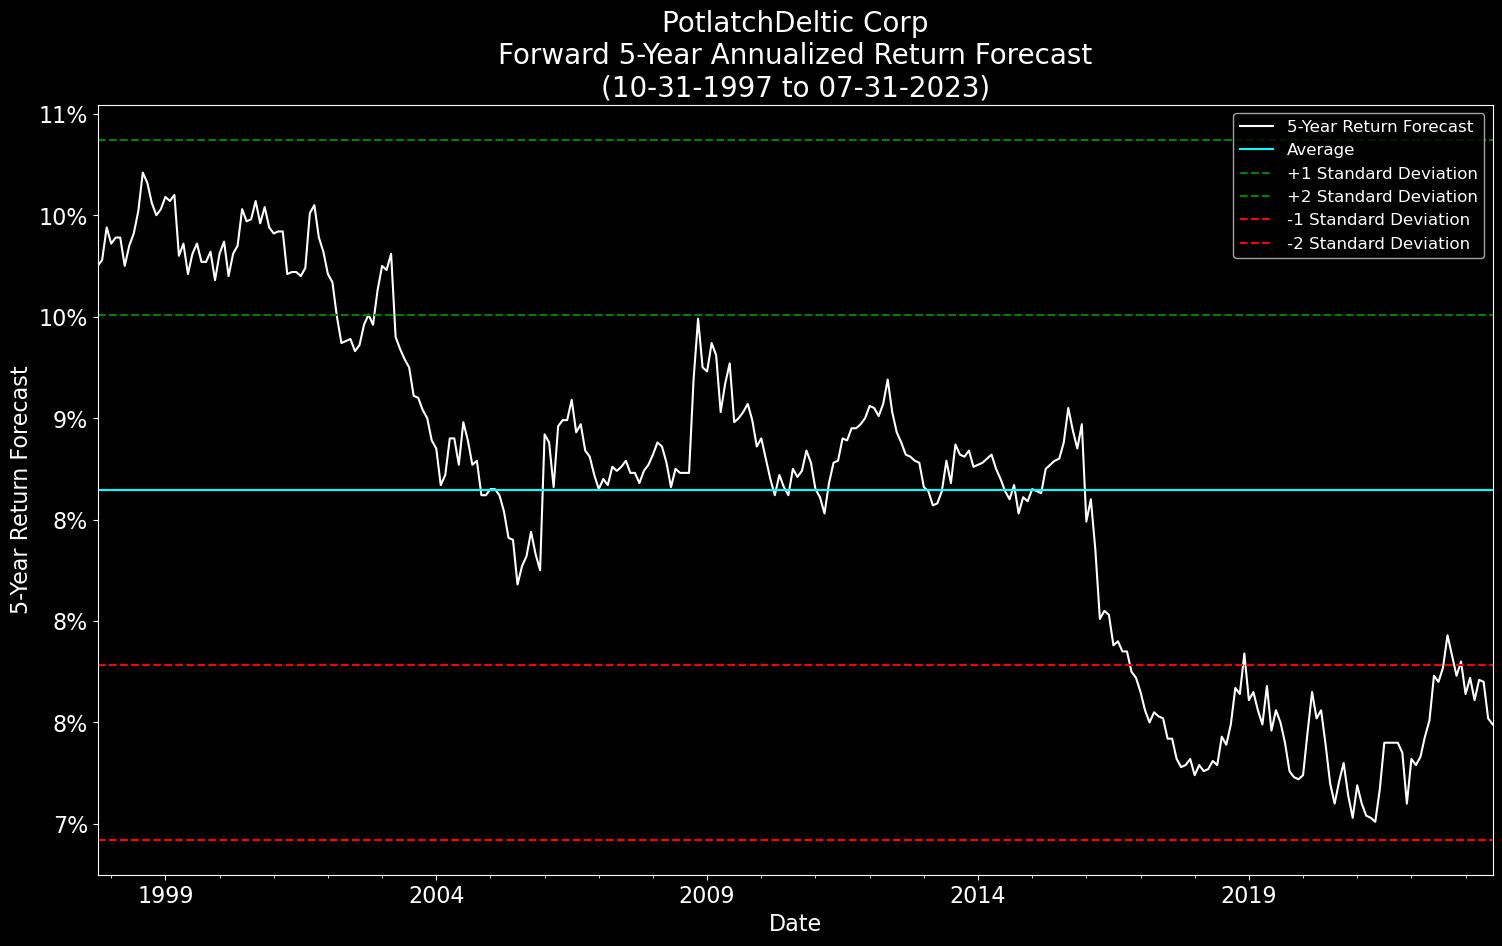 PotlatchDeltic Corp
Forward 5-Year Annualized Return Forecast
(10-31-1997 to 07-31-2023)
11%
10%
10%
9%
8%
8%
8%
7%
5-Year Return Forecast
5-Year Return Forecast
Average
+1 Standard Deviation
+2 Standard Deviation
-1 Standard Deviation
-2 Standard Deviation
1999 2004 2009 2014 2019
Date